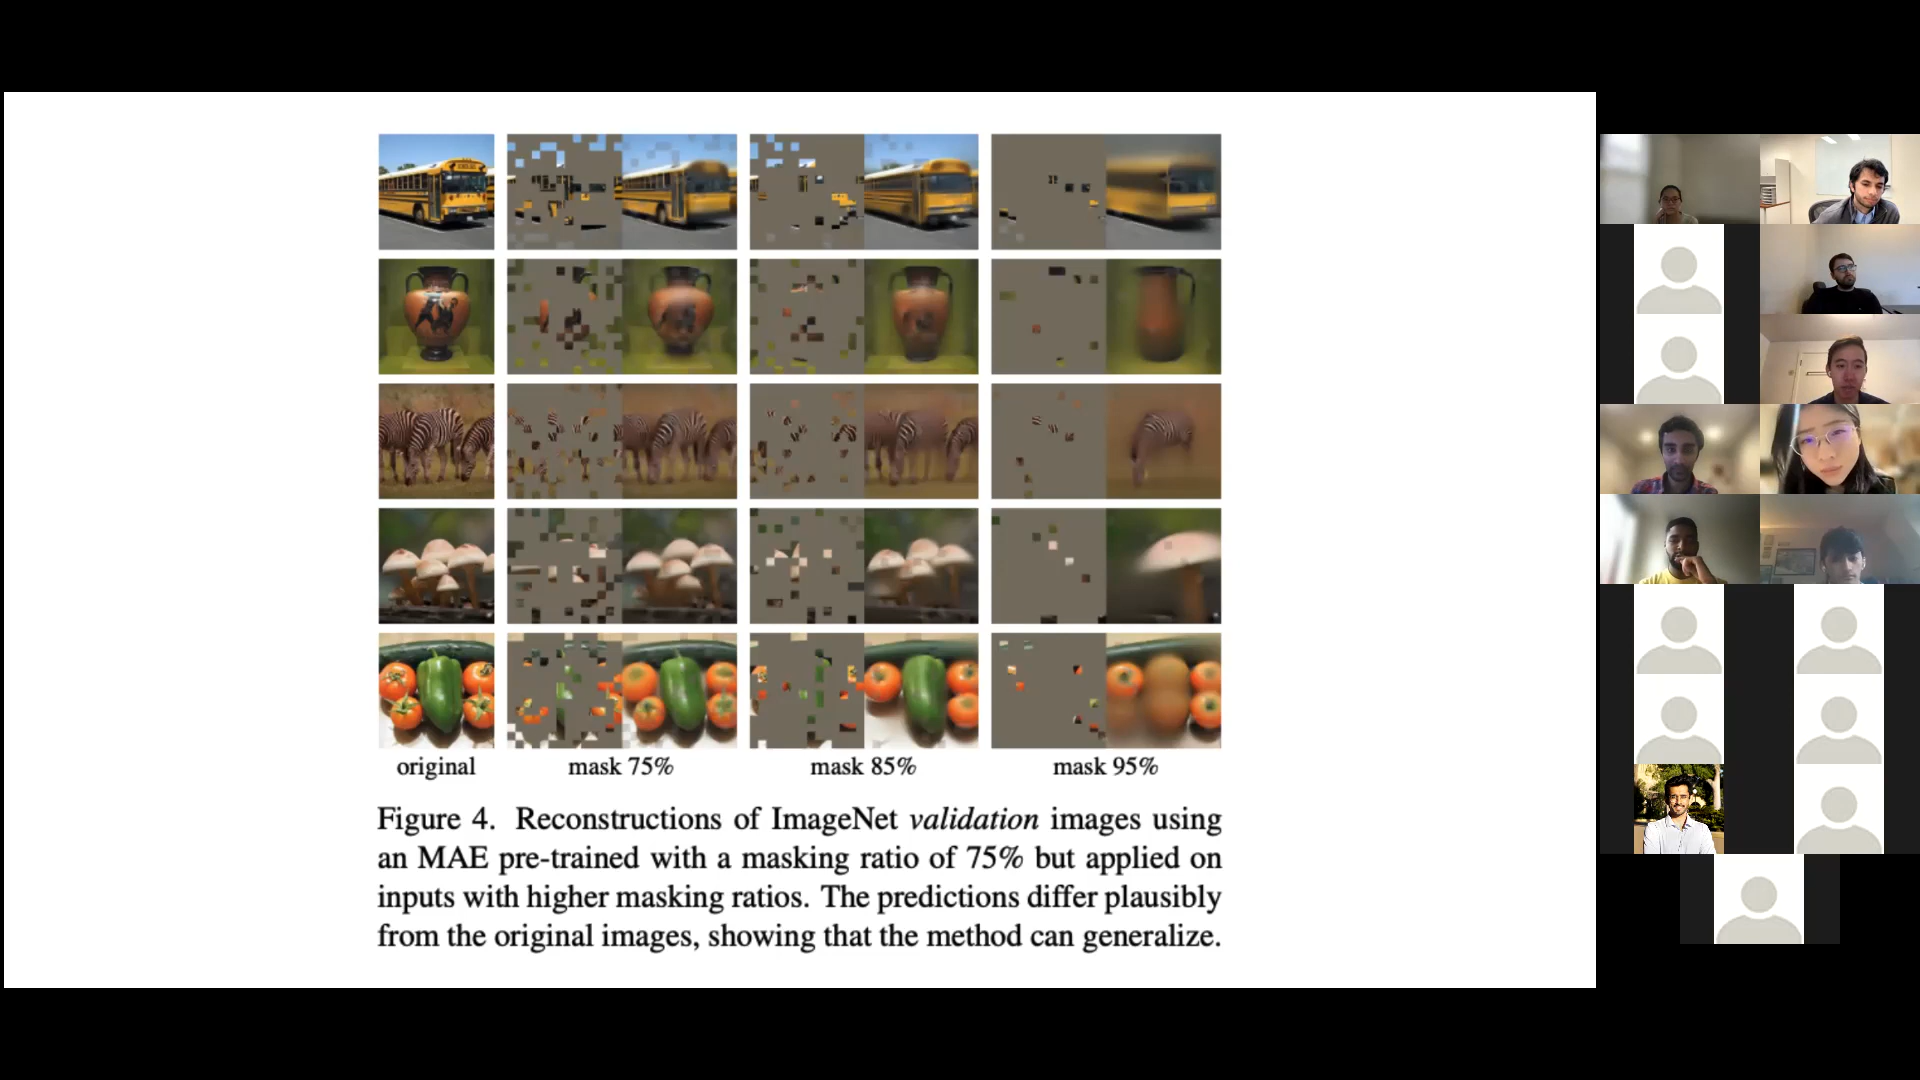 original
mask 75%
mask 85%
mask 95%
Figure 4. Reconstructions of ImageNet validation images using
an MAE pre-trained with a masking ratio of 75% but applied on
inputs with higher masking ratios. The predictions differ plausibly
from the original images, showing that the method can generalize.